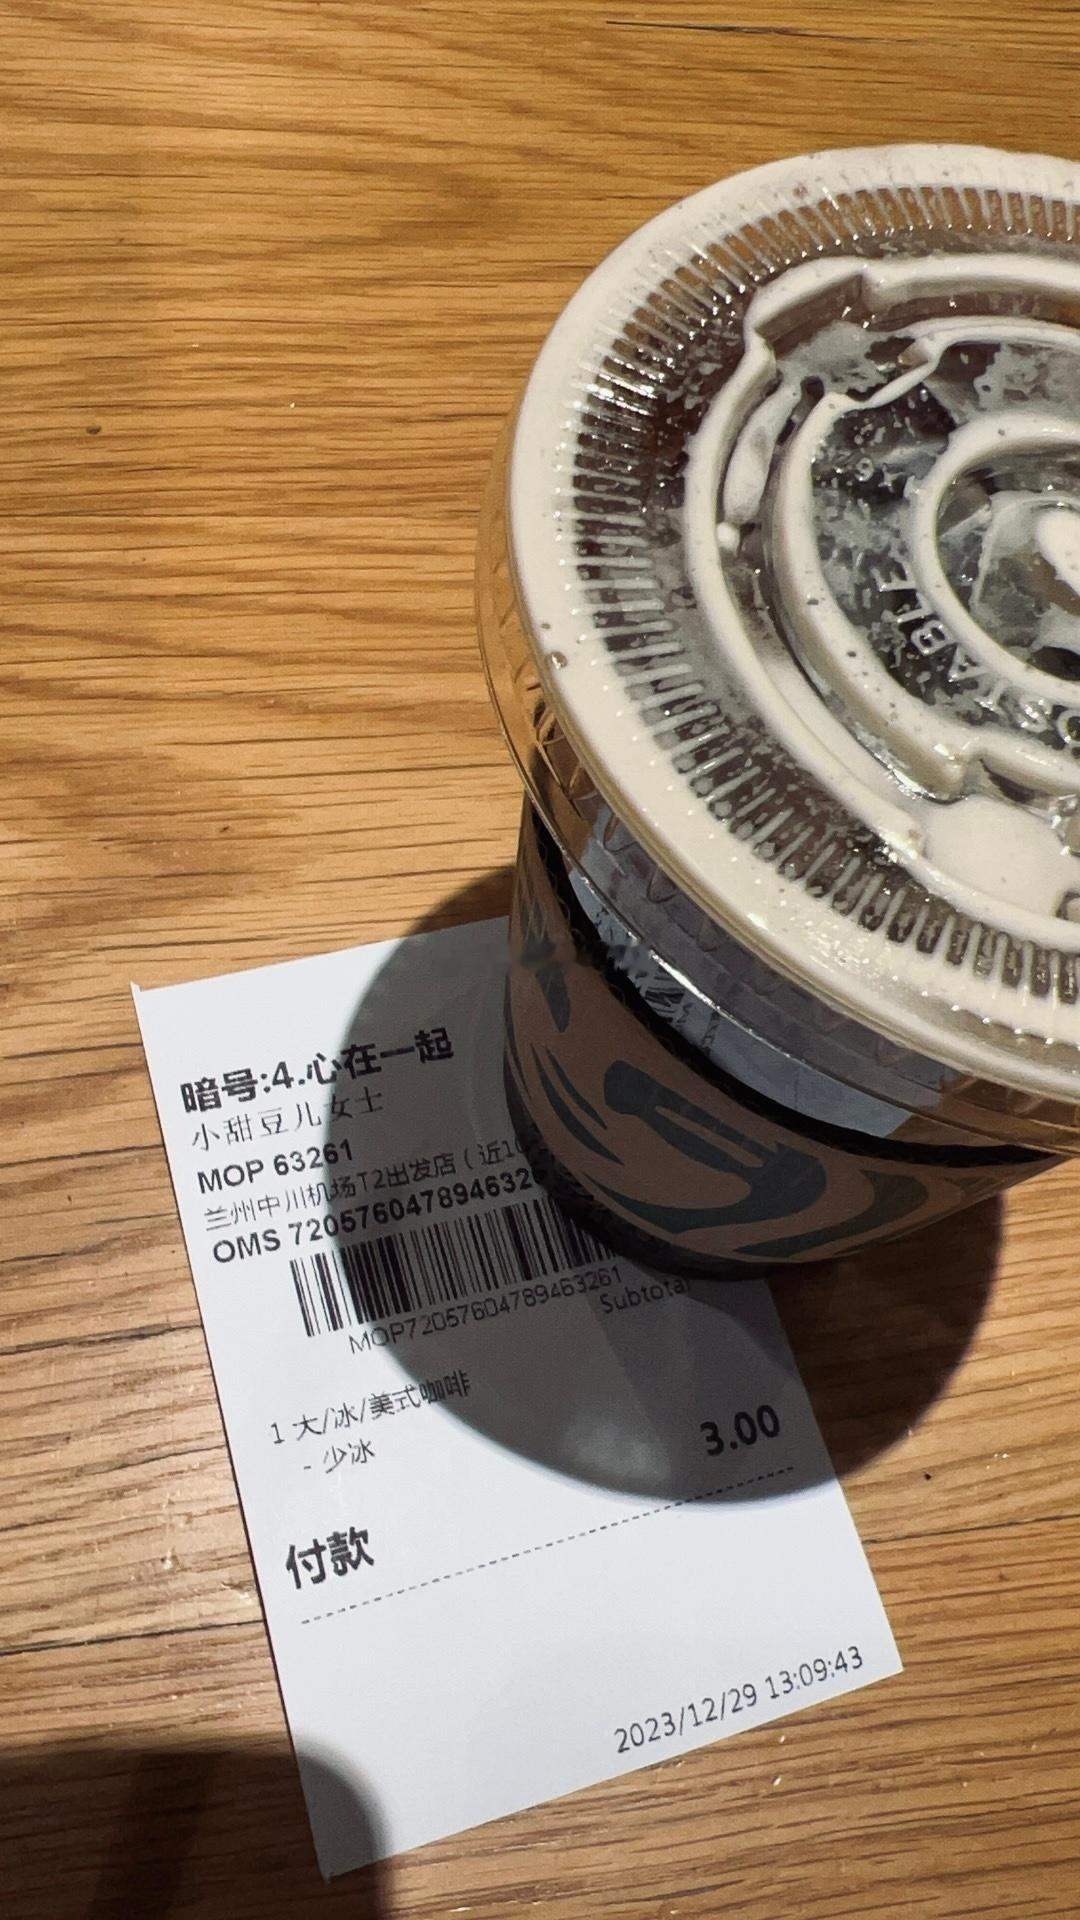 暗号:4.心在一起
小甜豆儿女士
MOP 63261
兰州中川机场T2出发店（近10
OMS 7205760478946326
MOP72057604789463261
Subtotal
1 大/冰/美式咖啡
- 少冰
3.00
付款
2023/12/29 13:09:43